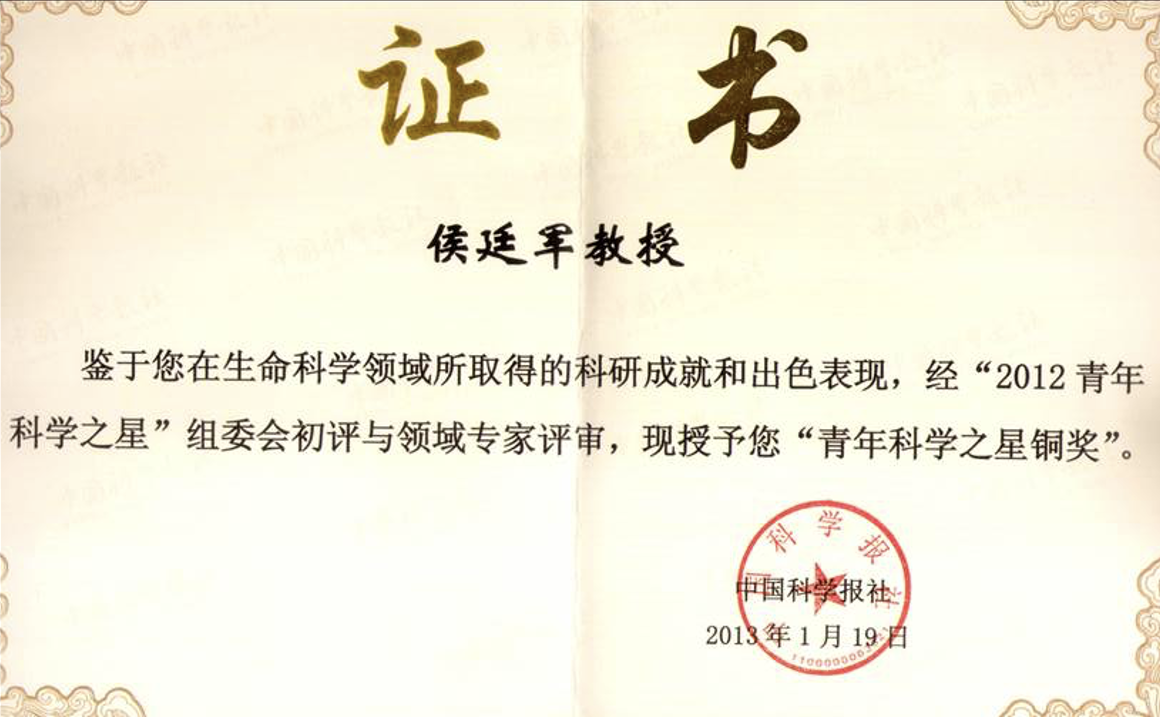 证书
侯廷军教授
鉴于您在生命科学领域所取得的科研成就和出色表现，经“2012 青年
科学之星”组委会初评与领域专家评审，现授予您“青年科学之星铜奖”。
中国科学报社
中国科学报社
2013 年 1 月 19 日